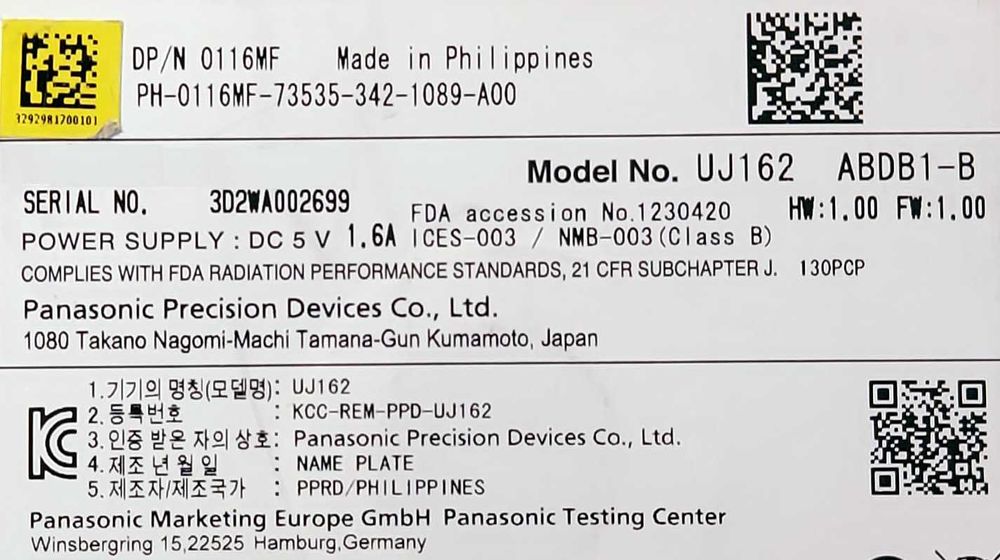 DP/N 0116MF Made in Philippines
PH-0116MF-73535-342-1089-A00
3292981700101
Model No. UJ162 ABDB1-B
SERIAL NO. 3D2WA002699
FDA accession No.1230420 HW:1.00 FW:1.00
POWER SUPPLY : DC 5 V 1.6A ICES-003 / NMB-003(Class B)
COMPLIES WITH FDA RADIATION PERFORMANCE STANDARDS, 21 CFR SUBCHAPTER J. 130PCP
Panasonic Precision Devices Co., Ltd.
1080 Takano Nagomi-Machi Tamana-Gun Kumamoto, Japan
1.기기의 명칭(모델명): UJ162
2.등록번호 : KCC-REM-PPD-UJ162
3.인증 받은 자의 상호: Panasonic Precision Devices Co., Ltd.
4.제조 년 월 일 : NAME PLATE
5.제조자/제조국가 : PPRD/PHILIPPINES
Panasonic Marketing Europe GmbH Panasonic Testing Center
Winsbergring 15,22525 Hamburg,Germany